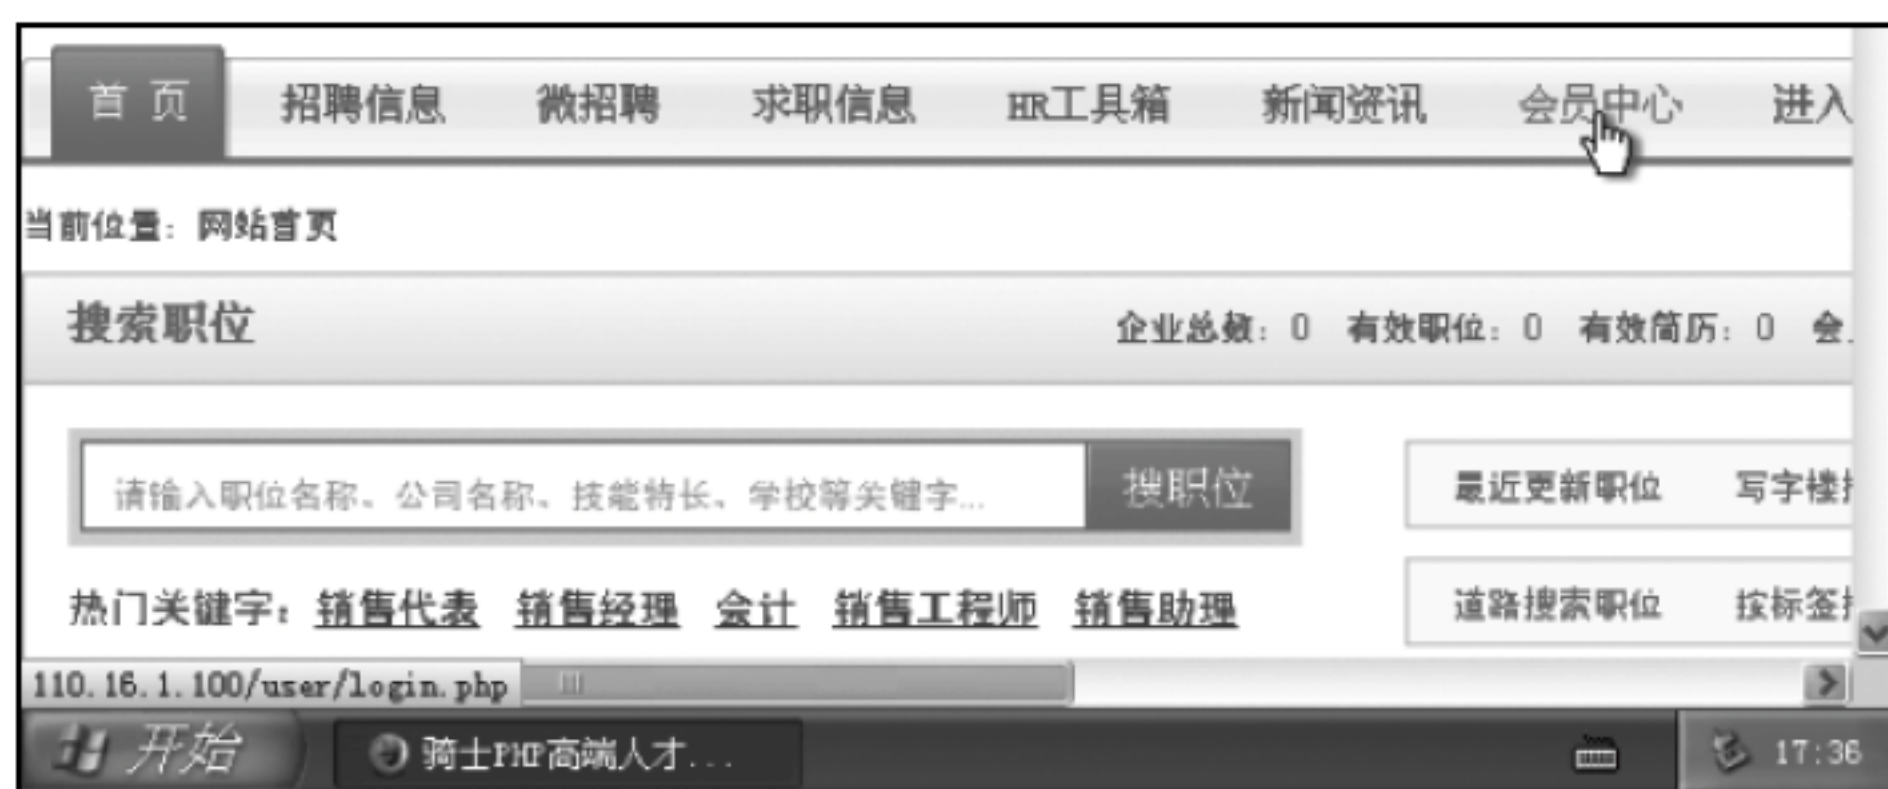 首页 招聘信息 微招聘 求职信息 HR工具箱 新闻资讯 会员中心 进入
当前位置：网站首页
搜索职位 企业总数：0 有效职位：0 有效简历：0 会
请输入职位名称、公司名称、技能特长、学校等关键字... 搜职位 最近更新职位 写字楼
热门关键字：销售代表 销售经理 会计 销售工程师 销售助理 道路搜索职位 按标签
110.16.1.100/user/login.php
开始 骑士PHP高端人才... 17:36